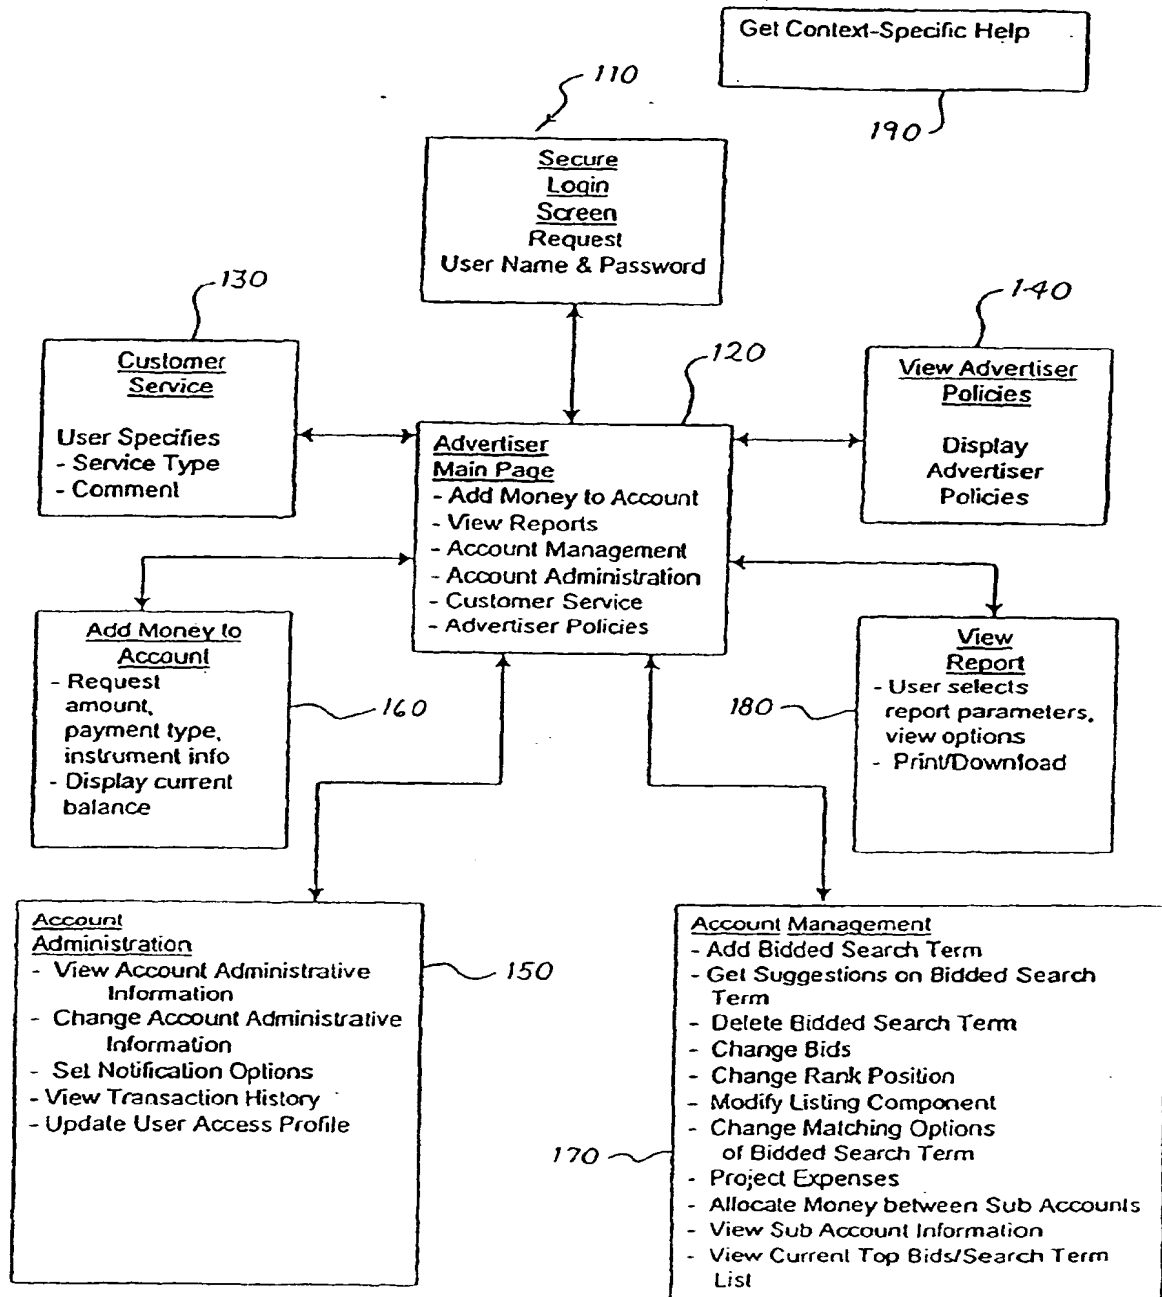 Get Context-Specific Help
190
110
Secure
Login
Screen
Request
User Name & Password
130
Customer
Service
User Specifies
- Service Type
- Comment
120
Advertiser
Main Page
- Add Money to Account
- View Reports
- Account Management
- Account Administration
- Customer Service
- Advertiser Policies
140
View Advertiser
Policies
Display
Advertiser
Policies
Add Money to
Account
- Request
amount,
payment type,
instrument info
- Display current
balance
160
View
Report
- User selects
report parameters,
view options
- Print/Download
180
Account
Administration
- View Account Administrative
Information
- Change Account Administrative
Information
- Set Notification Options
- View Transaction History
- Update User Access Profile
150
Account Management
- Add Bidded Search Term
- Get Suggestions on Bidded Search
Term
- Delete Bidded Search Term
- Change Bids
- Change Rank Position
- Modify Listing Component
- Change Matching Options
of Bidded Search Term
- Project Expenses
- Allocate Money between Sub Accounts
- View Sub Account Information
- View Current Top Bids/Search Term
List
170